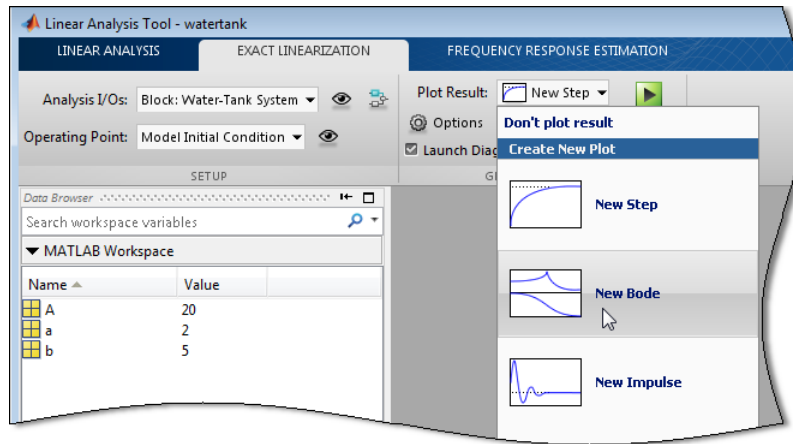 Linear Analysis Tool - watertank
LINEAR ANALYSIS
EXACT LINEARIZATION
FREQUENCY RESPONSE ESTIMATION
Analysis I/Os:
Block: Water-Tank System
Operating Point:
Model Initial Condition
SETUP
Plot Result:
New Step
Options
Launch Diag
Don't plot result
Create New Plot
New Step
New Bode
New Impulse
Data Browser
Search workspace variables
MATLAB Workspace
Name Value
A 20
a 2
b 5